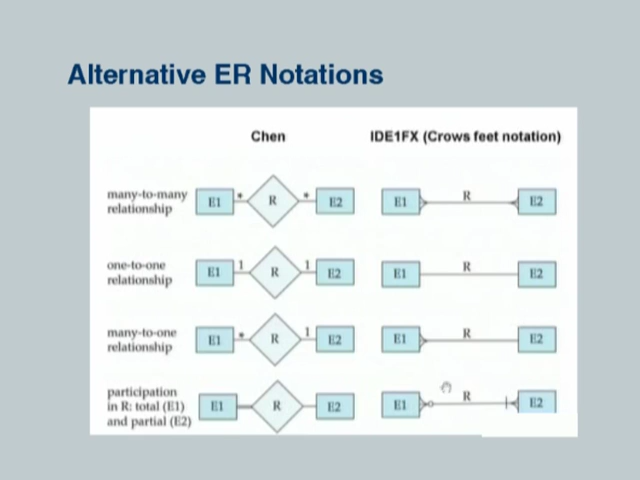 Alternative ER Notations
Chen
IDE1FX (Crows feet notation)
many-to-many
relationship
E1 * R * E2
E1 R E2
one-to-one
relationship
E1 1 R 1 E2
E1 R E2
many-to-one
relationship
E1 * R 1 E2
E1 R E2
participation
in R: total (E1)
and partial (E2)
E1 R E2
E1 R E2